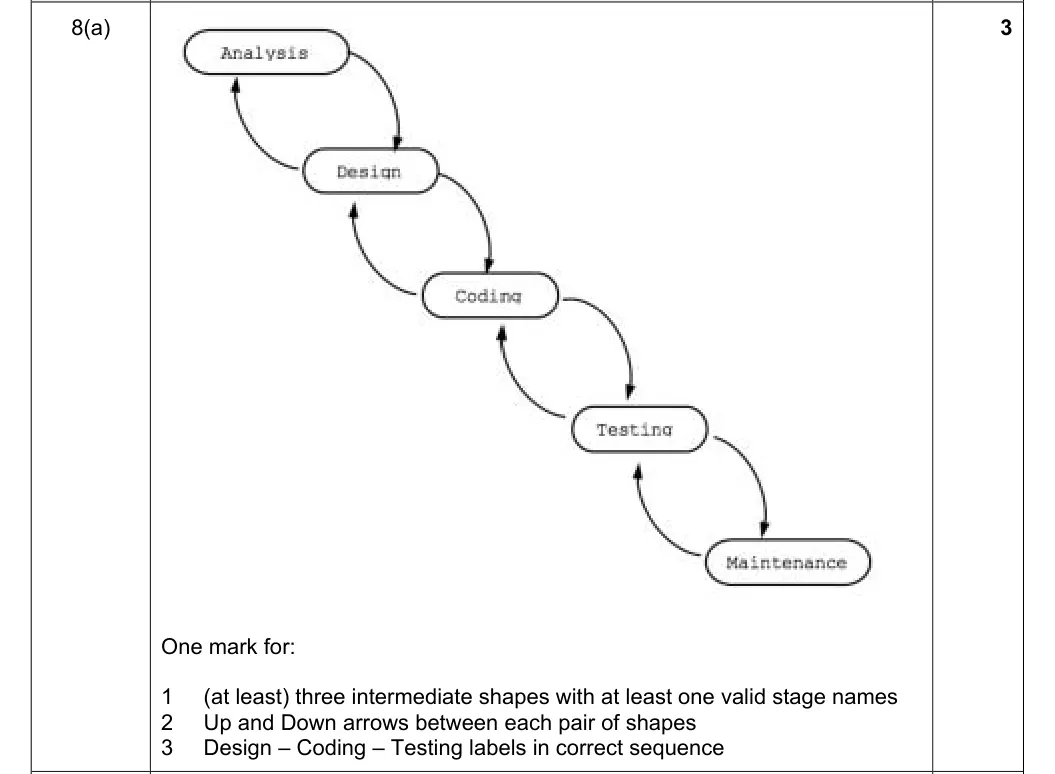 8(a)
3
Analysis
Design
Coding
Testing
Maintenance
One mark for:
1 (at least) three intermediate shapes with at least one valid stage names
2 Up and Down arrows between each pair of shapes
3 Design – Coding – Testing labels in correct sequence